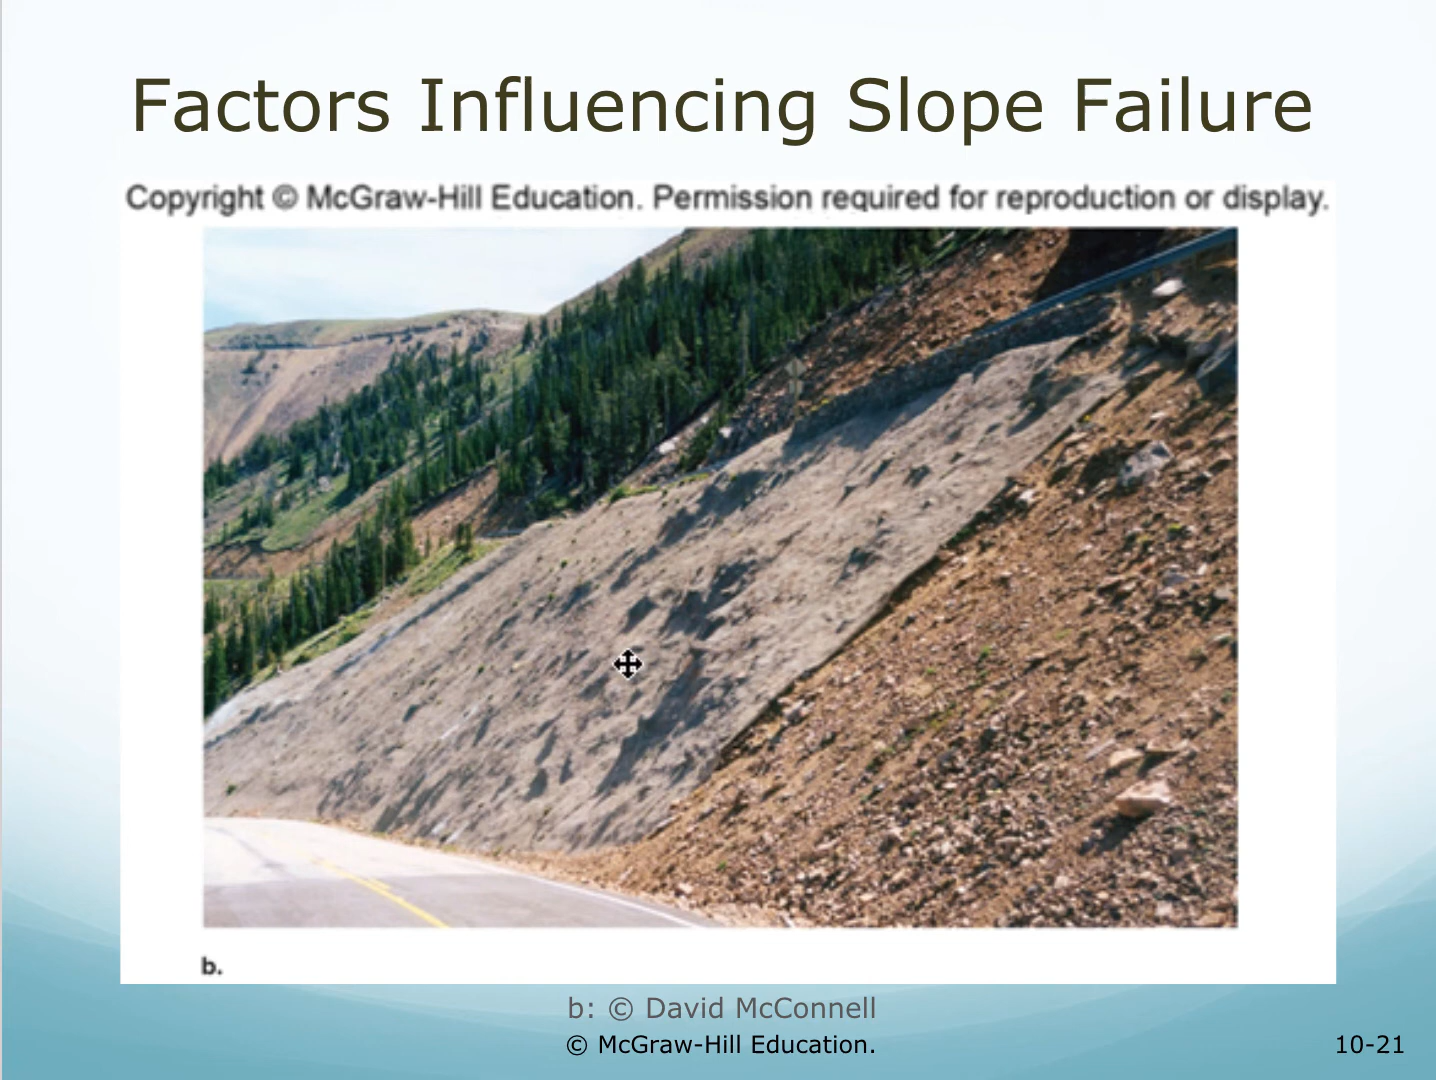 Factors Influencing Slope Failure
Copyright © McGraw-Hill Education. Permission required for reproduction or display.
b.
b: © David McConnell
© McGraw-Hill Education.
10-21